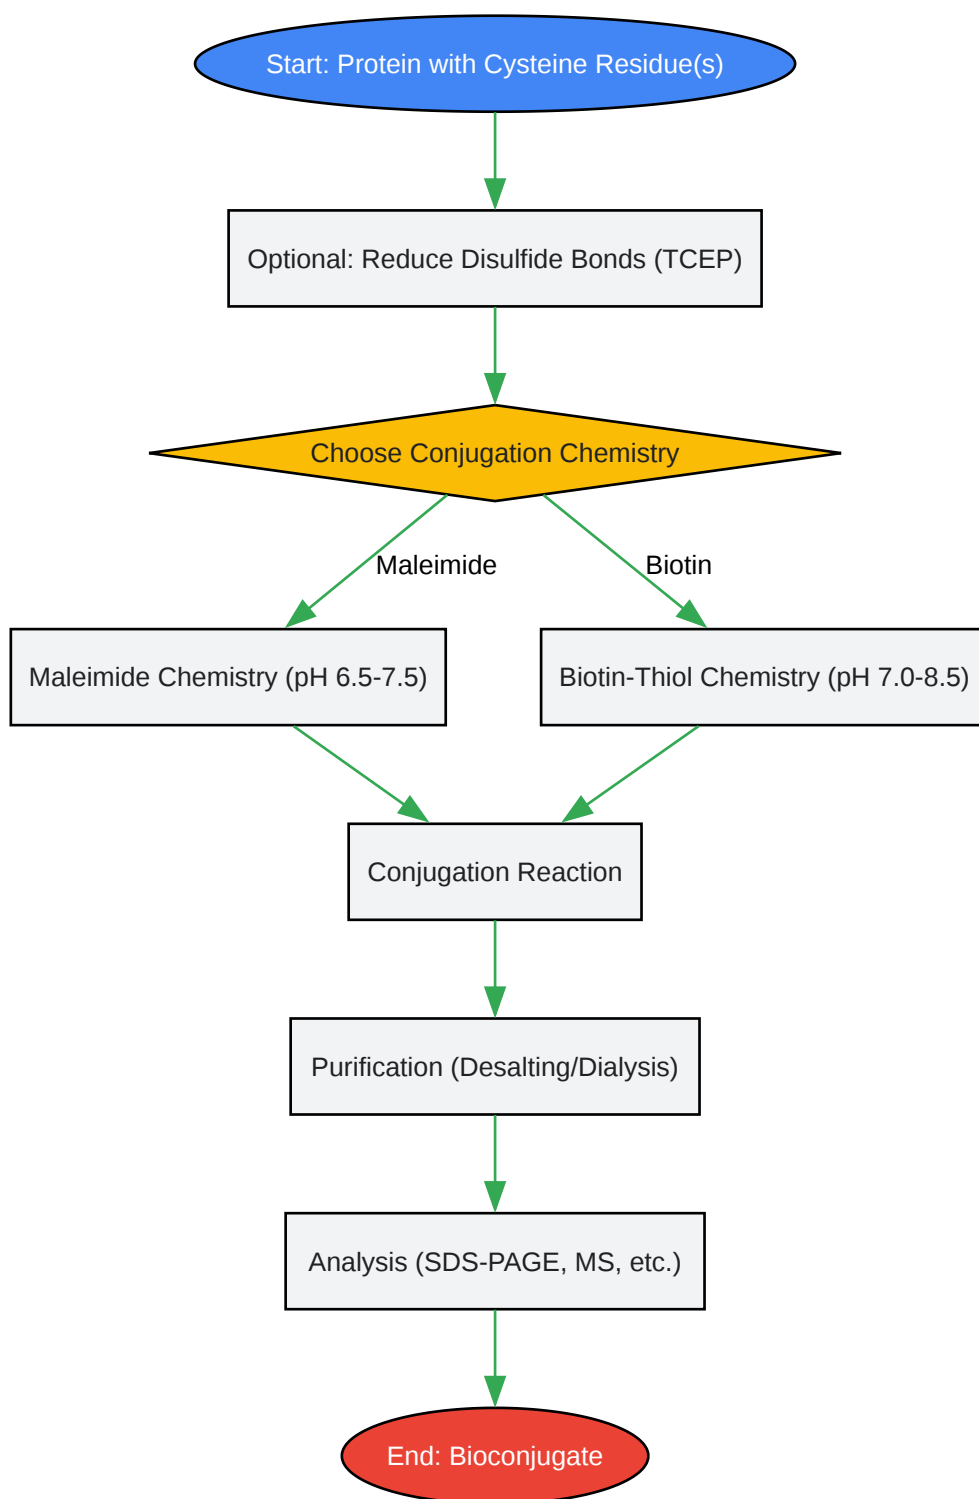 Start: Protein with Cysteine Residue(s)
Optional: Reduce Disulfide Bonds (TCEP)
Choose Conjugation Chemistry
Maleimide
Biotin
Maleimide Chemistry (pH 6.5-7.5)
Biotin-Thiol Chemistry (pH 7.0-8.5)
Conjugation Reaction
Purification (Desalting/Dialysis)
Analysis (SDS-PAGE, MS, etc.)
End: Bioconjugate